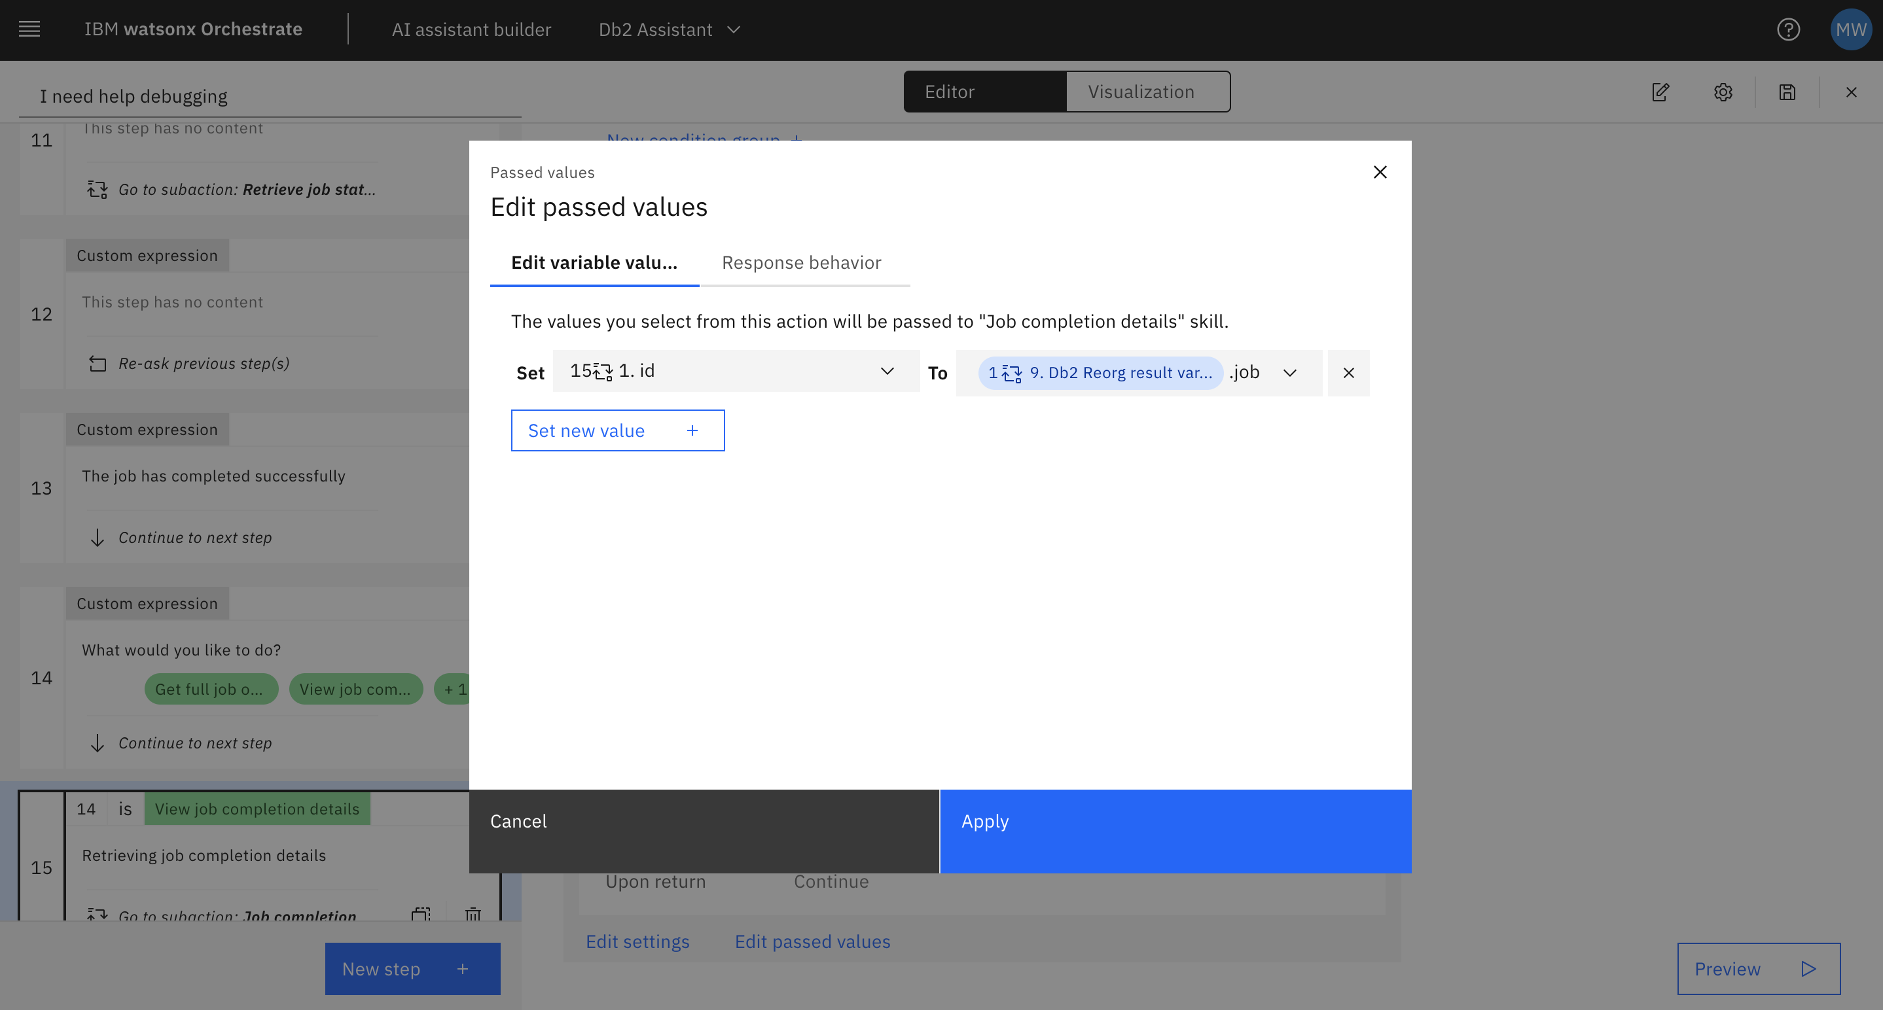 IBM watsonx Orchestrate
AI assistant builder
Db2 Assistant
MW
I need help debugging
Editor
Visualization
11
This step has no content
Go to subaction: Retrieve job stat...
New condition group +
Custom expression
12
This step has no content
Re-ask previous step(s)
Custom expression
13
The job has completed successfully
Continue to next step
Custom expression
14
What would you like to do?
Get full job o...
View job com...
+ 1
Continue to next step
14 is View job completion details
15
Retrieving job completion details
Go to subaction: Job completion
New step +
Passed values
Edit passed values
Edit variable valu...
Response behavior
The values you select from this action will be passed to "Job completion details" skill.
Set 15 1. id To 1 9. Db2 Reorg result var... .job
Set new value +
Cancel
Apply
Upon return Continue
Edit settings
Edit passed values
Preview